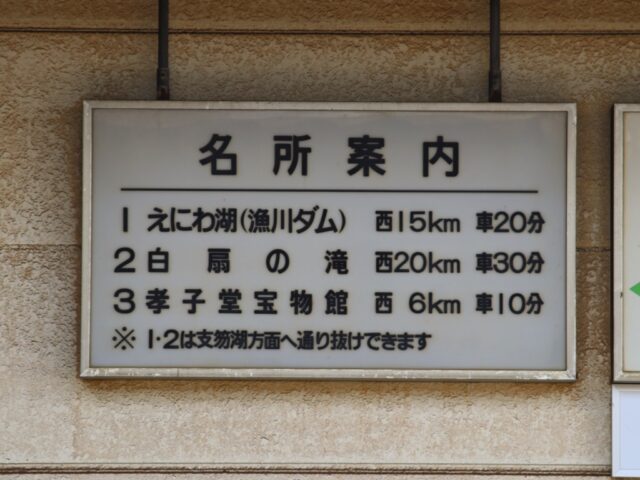 名所案内
1 えにわ湖(漁川ダム) 西15km 車20分
2 白扇の滝 西20km 車30分
3 孝子堂宝物館 西 6km 車10分
※ 1・2は支笏湖方面へ通り抜けできます